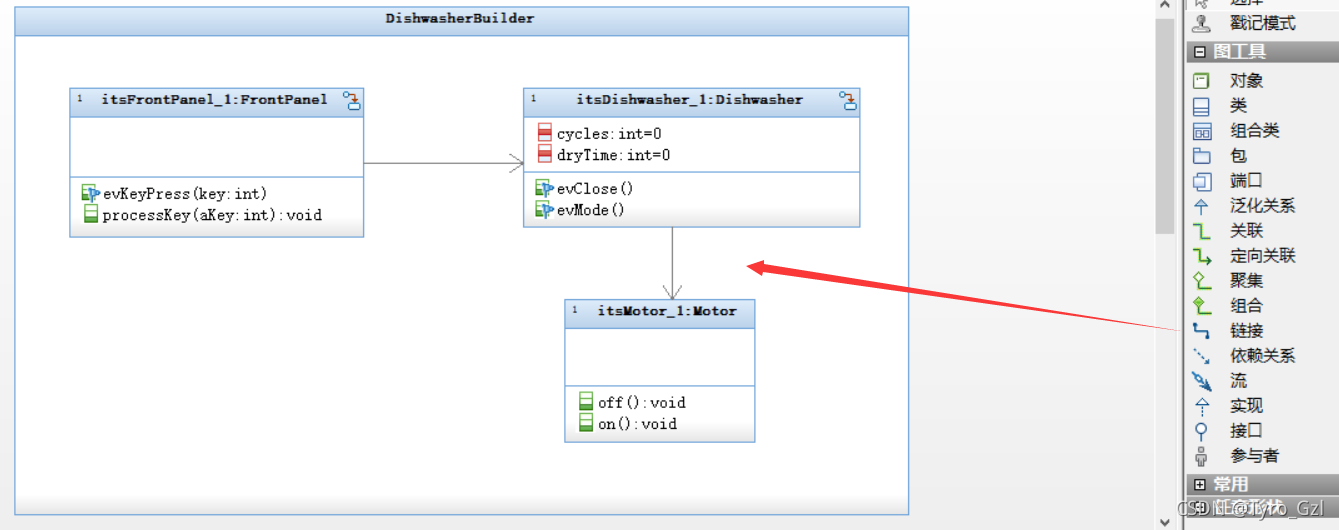 DishwasherBuilder
1 itsFrontPanel_1:FrontPanel
evKeyPress(key:int)
processKey(aKey:int):void
1 itsDishwasher_1:Dishwasher
cycles:int=0
dryTime:int=0
evClose()
evMode()
1 itsMotor_1:Motor
off():void
on():void
选择
戳记模式
图工具
对象
类
组合类
包
端口
泛化关系
关联
定向关联
聚集
组合
链接
依赖关系
流
实现
接口
参与者
常用
任意形状
CSDN @Tyro_Gzl